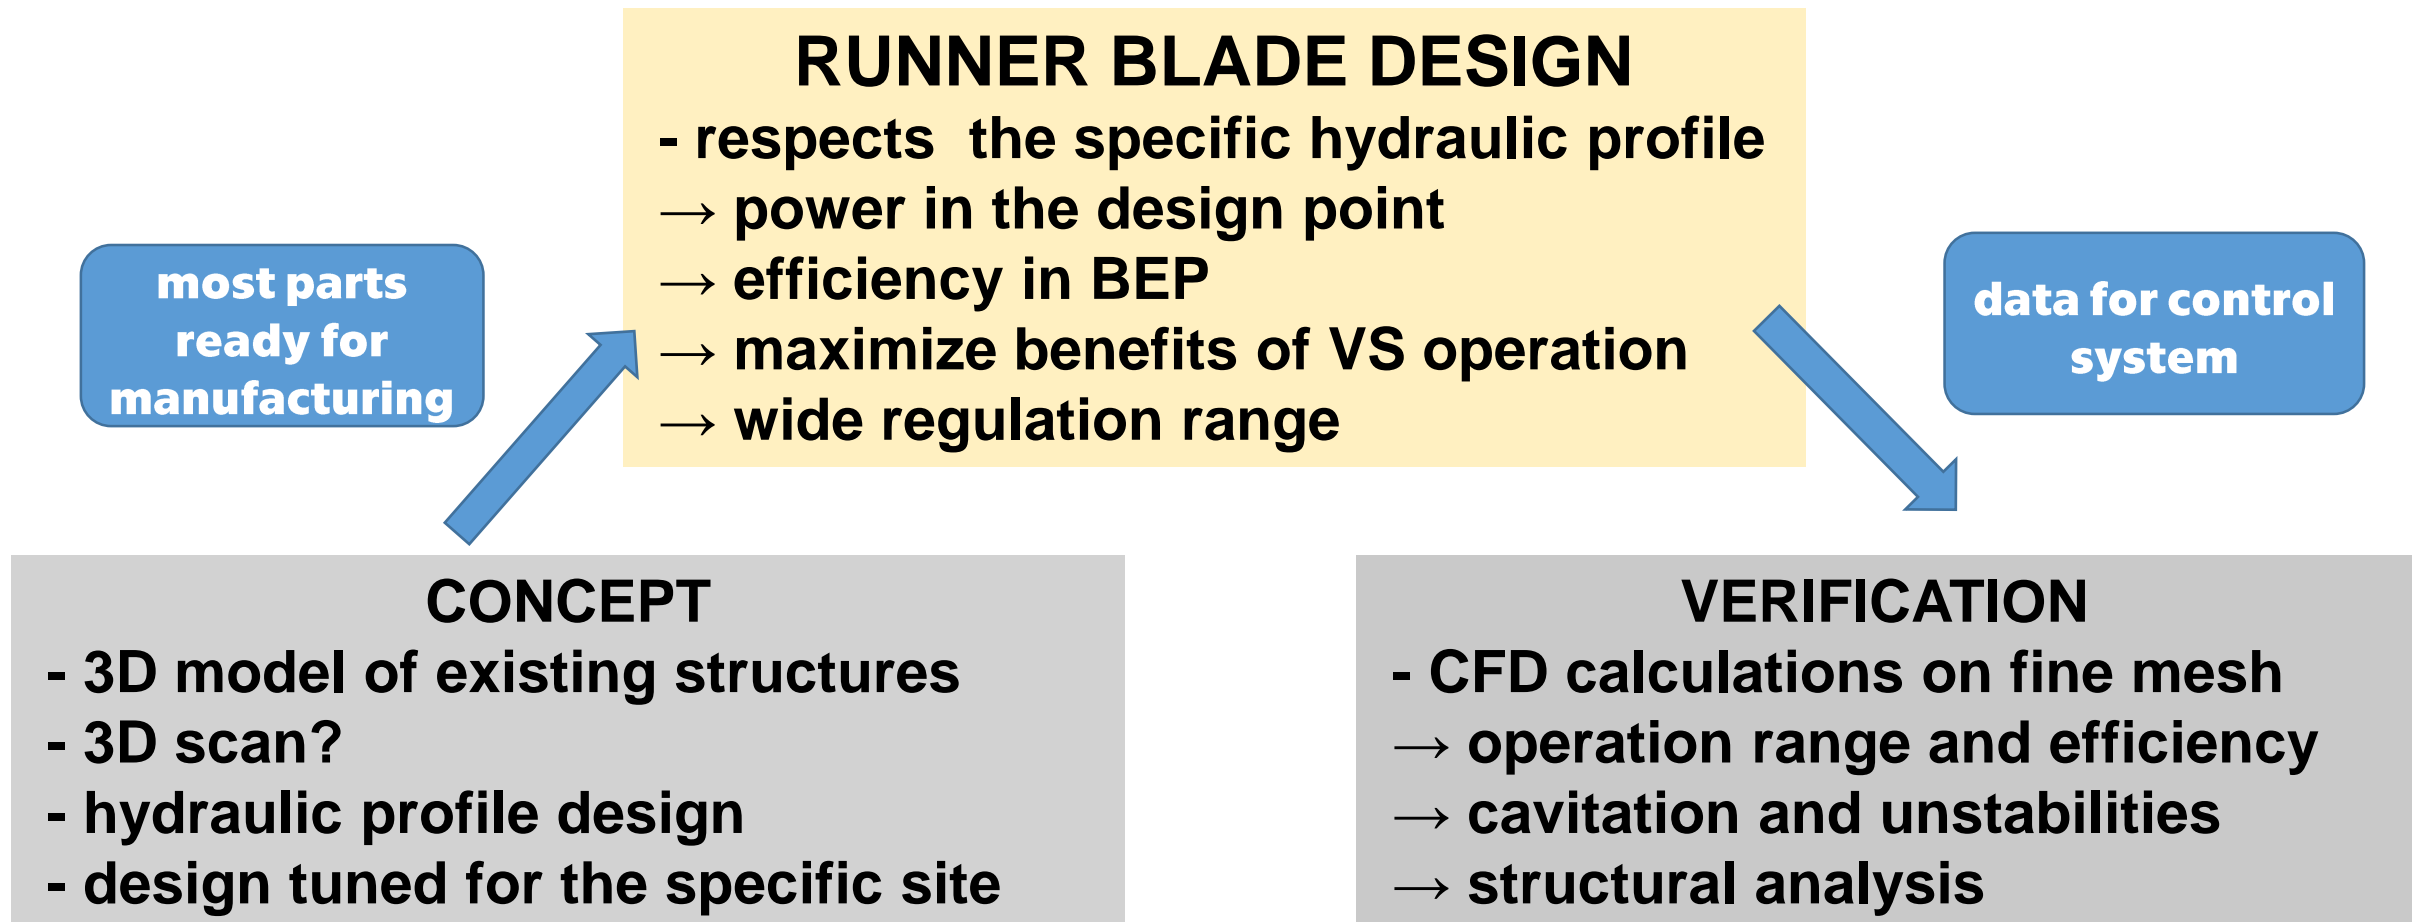 RUNNER BLADE DESIGN
- respects  the specific hydraulic profile
→ power in the design point
→ efficiency in BEP
→ maximize benefits of VS operation
→ wide regulation range
most parts
ready for
manufacturing
data for control
system
CONCEPT
- 3D model of existing structures
- 3D scan?
- hydraulic profile design
- design tuned for the specific site
VERIFICATION
- CFD calculations on fine mesh
→ operation range and efficiency
→ cavitation and unstabilities
→ structural analysis